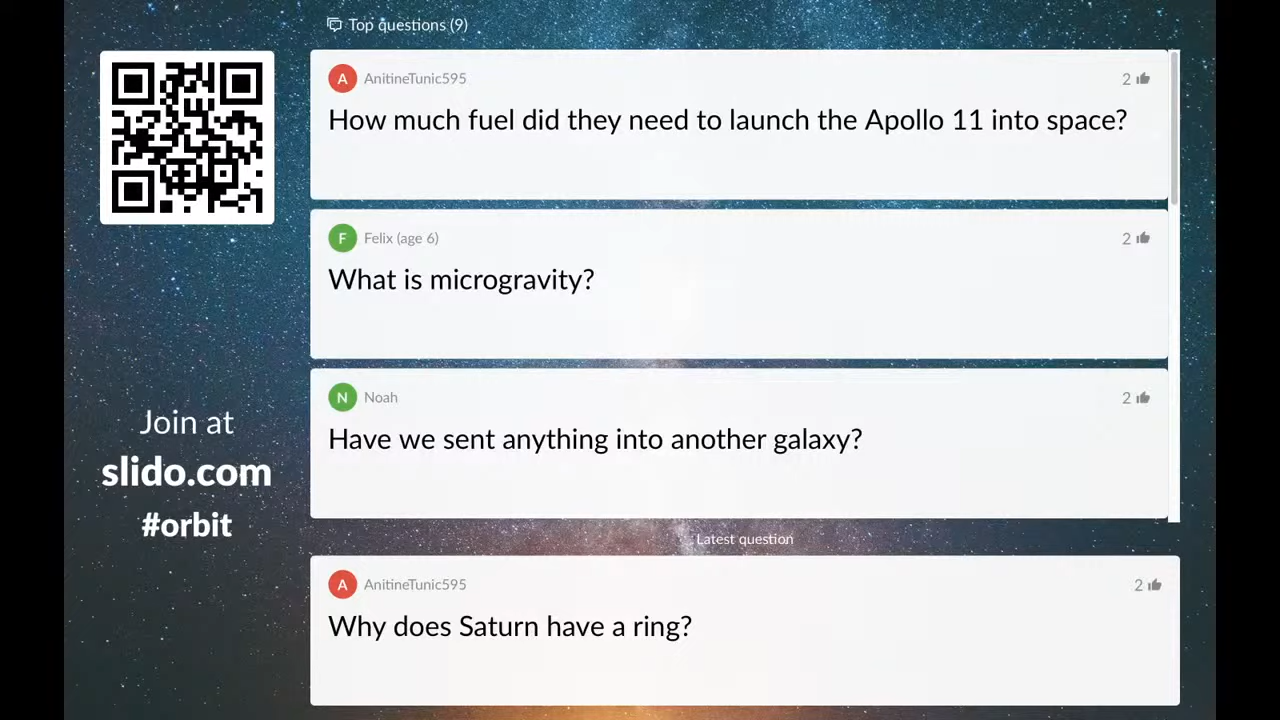 Top questions (9)
A AnitineTunic595 2
How much fuel did they need to launch the Apollo 11 into space?
F Felix (age 6) 2
What is microgravity?
N Noah 2
Have we sent anything into another galaxy?
Join at
slido.com
#orbit
Latest question
A AnitineTunic595 2
Why does Saturn have a ring?